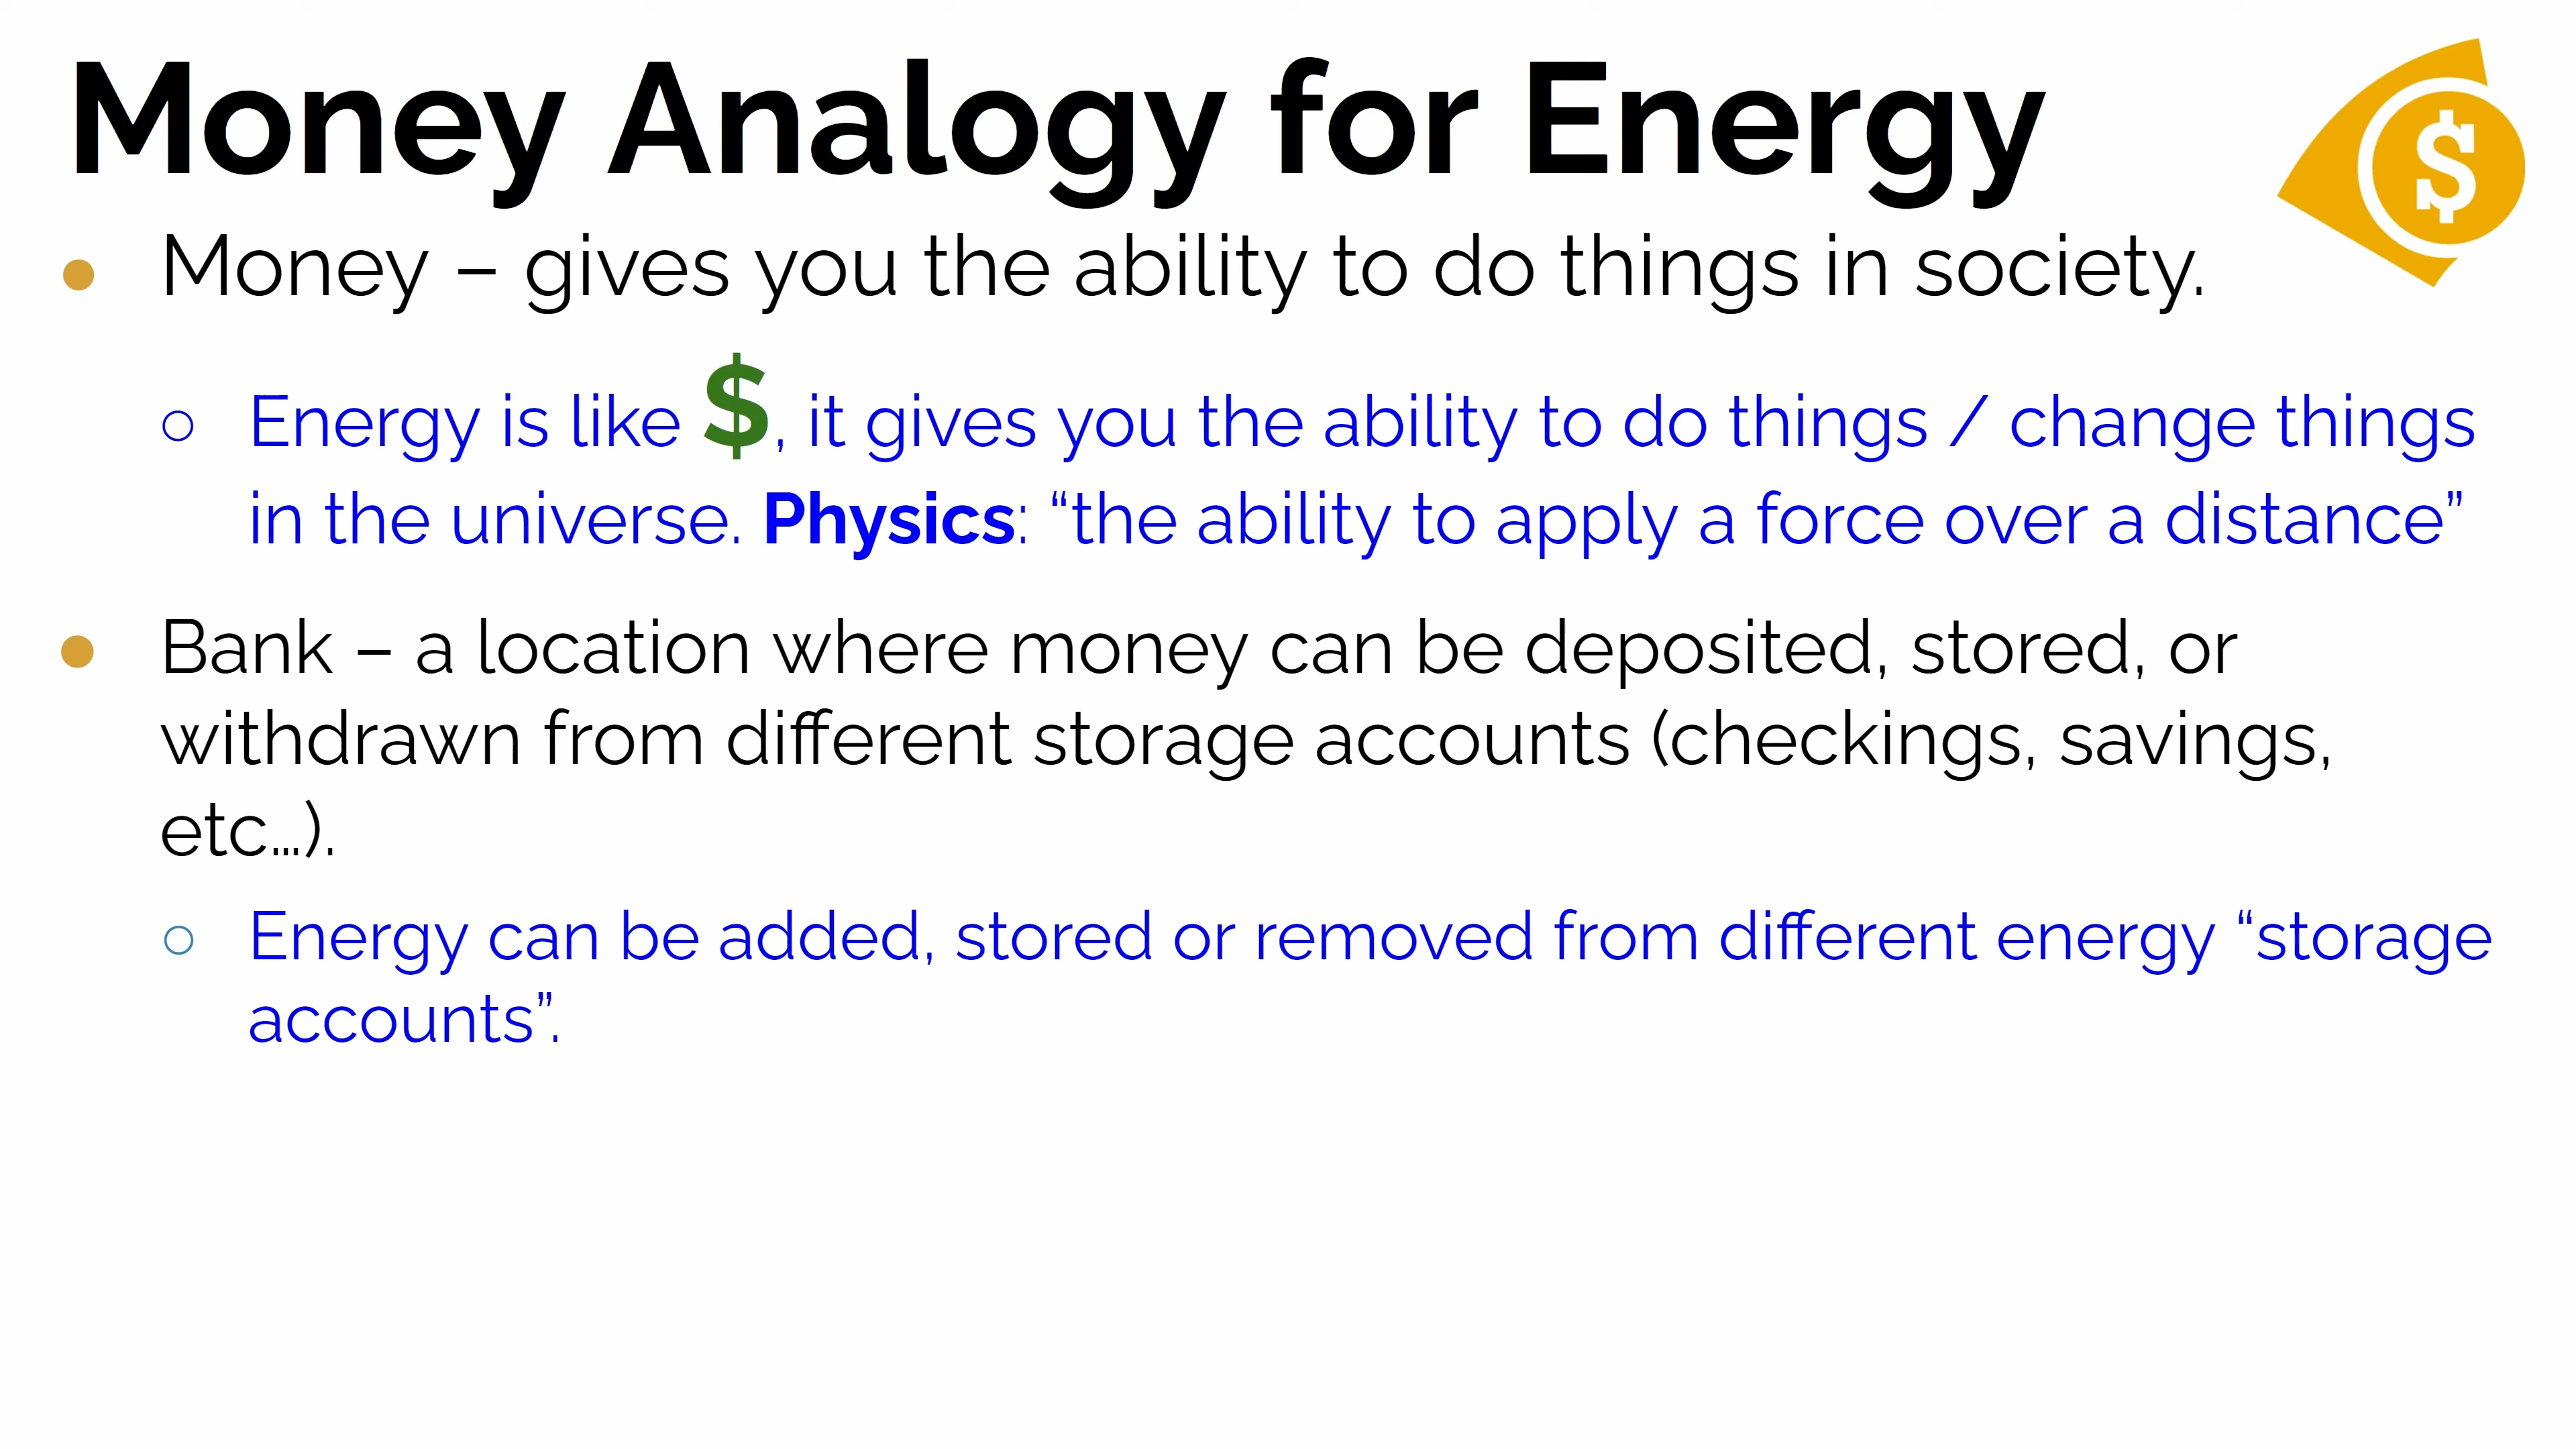 Money Analogy for Energy
$
● Money – gives you the ability to do things in society.
○ Energy is like $, it gives you the ability to do things / change things
in the universe. Physics: “the ability to apply a force over a distance”
● Bank – a location where money can be deposited, stored, or
withdrawn from different storage accounts (checkings, savings,
etc...).
○ Energy can be added, stored or removed from different energy “storage
accounts”.